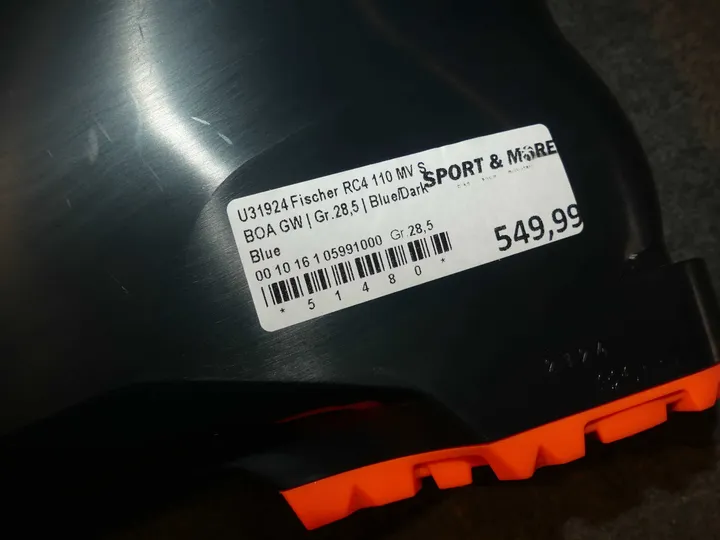 U31924 Fischer RC4 110 MV S
BOA GW | Gr.28,5 | Blue/Dark
Blue
SPORT & MORE
00 10 16 1 05991000 Gr.28,5
549,99
* 5 1 4 8 0 *